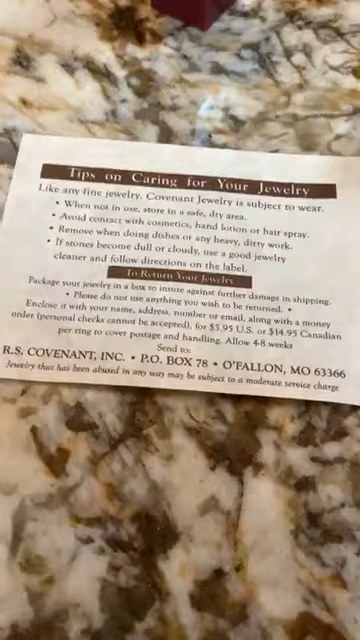 Tips on Caring for Your Jewelry
Like any fine jewelry. Covenant Jewelry is subject to wear.
• When not in use, store in a safe, dry area.
• Avoid contact with cosmetics, hand lotion or hair spray.
• Remove when doing dishes or any heavy, dirty work.
• If stones become dull or cloudy, use a good jewelry
cleaner and follow directions on the label.
To Return Your Jewelry
Package your jewelry in a box to insure against further damage in shipping.
• Please do not use anything you wish to be returned. •
Enclose it with your name, address, number or email, along with a money
order (personal checks cannot be accepted), for $5.95 U.S. or $14.95 Canadian
per ring to cover postage and handling. Allow 4-8 weeks
Send to:
R.S. COVENANT, INC. • P.O. BOX 78 • O'FALLON, MO 63366
Jewelry that has been abused in any way may be subject to a moderate service charge